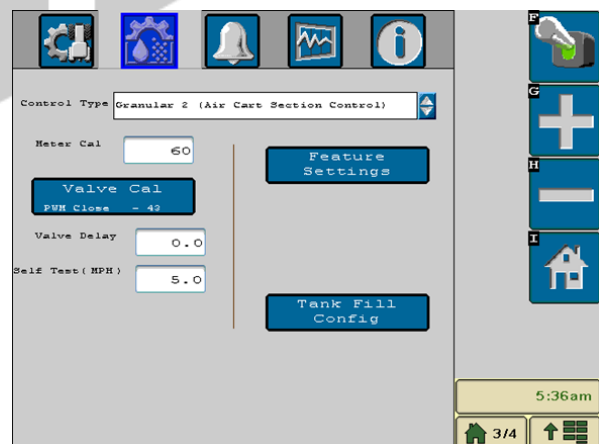 F
G
H
I
Control Type Granular 2 (Air Cart Section Control)
Meter Cal 60
Valve Cal
PWM Close - 43
Valve Delay 0.0
Self Test(MPH) 5.0
Feature
Settings
Tank Fill
Config
5:36am
3/4